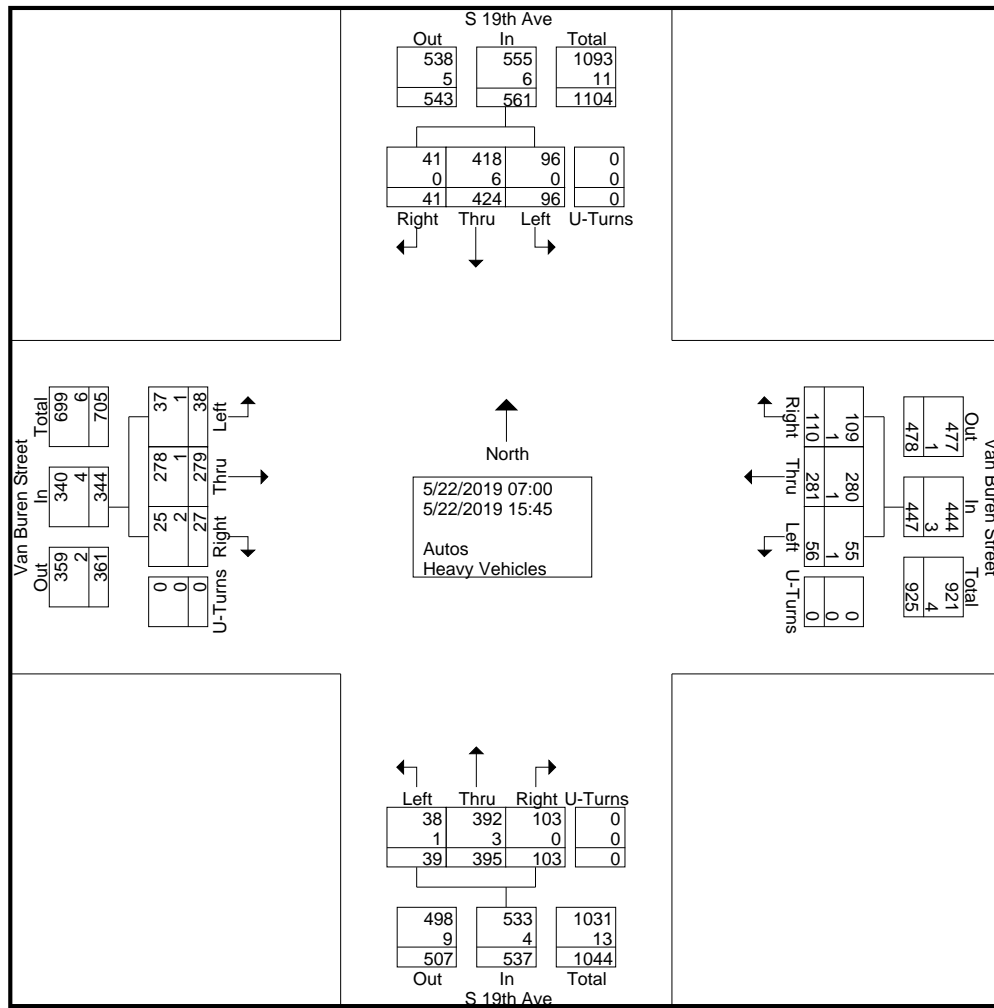 S 19th Ave
Out In Total
538 555 1093
5 6 11
543 561 1104
41 418 96 0
0 6 0 0
41 424 96 0
Right Thru Left U-Turns
Van Buren Street
Total In Out
699 340 359
6 4 2
705 344 361
37 278 25 0
1 1 2 0
38 279 27 0
Left Thru Right U-Turns
North
5/22/2019 07:00
5/22/2019 15:45
Autos
Heavy Vehicles
Van Buren Street
Out In Total
477 444 921
1 3 4
478 447 925
109 280 55 0
1 1 1 0
110 281 56 0
Right Thru Left U-Turns
Left Thru Right U-Turns
38 392 103 0
1 3 0 0
39 395 103 0
498 533 1031
9 4 13
507 537 1044
Out In Total
S 19th Ave